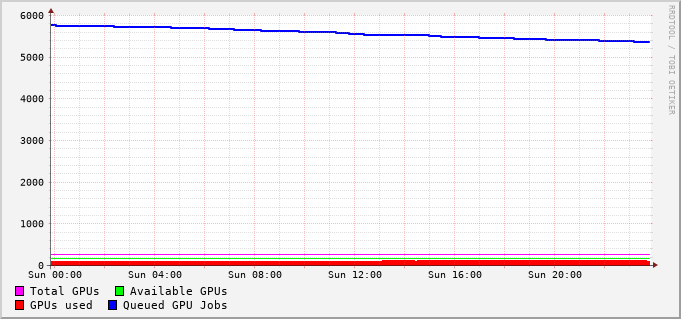 6000
5000
4000
3000
2000
1000
0
Sun 00:00 Sun 04:00 Sun 08:00 Sun 12:00 Sun 16:00 Sun 20:00
Total GPUs Available GPUs
GPUs used Queued GPU Jobs
RRDTOOL / TOBI OETIKER